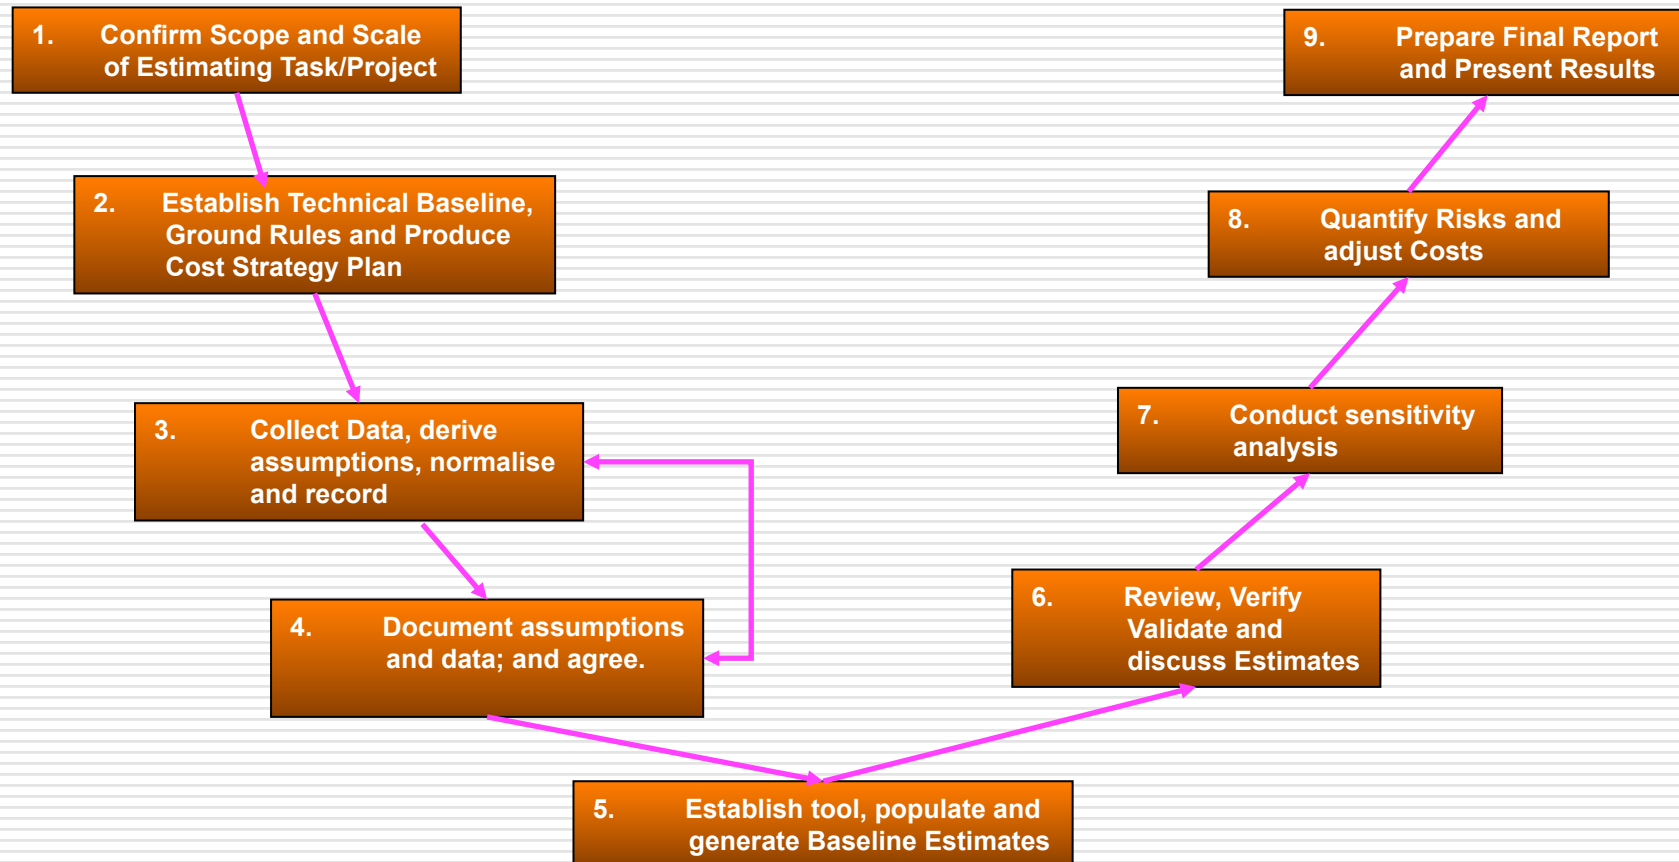 1. Confirm Scope and Scale
of Estimating Task/Project
2. Establish Technical Baseline,
Ground Rules and Produce
Cost Strategy Plan
3. Collect Data, derive
assumptions, normalise
and record
4. Document assumptions
and data; and agree.
5. Establish tool, populate and
generate Baseline Estimates
6. Review, Verify
Validate and
discuss Estimates
7. Conduct sensitivity
analysis
8. Quantify Risks and
adjust Costs
9. Prepare Final Report
and Present Results